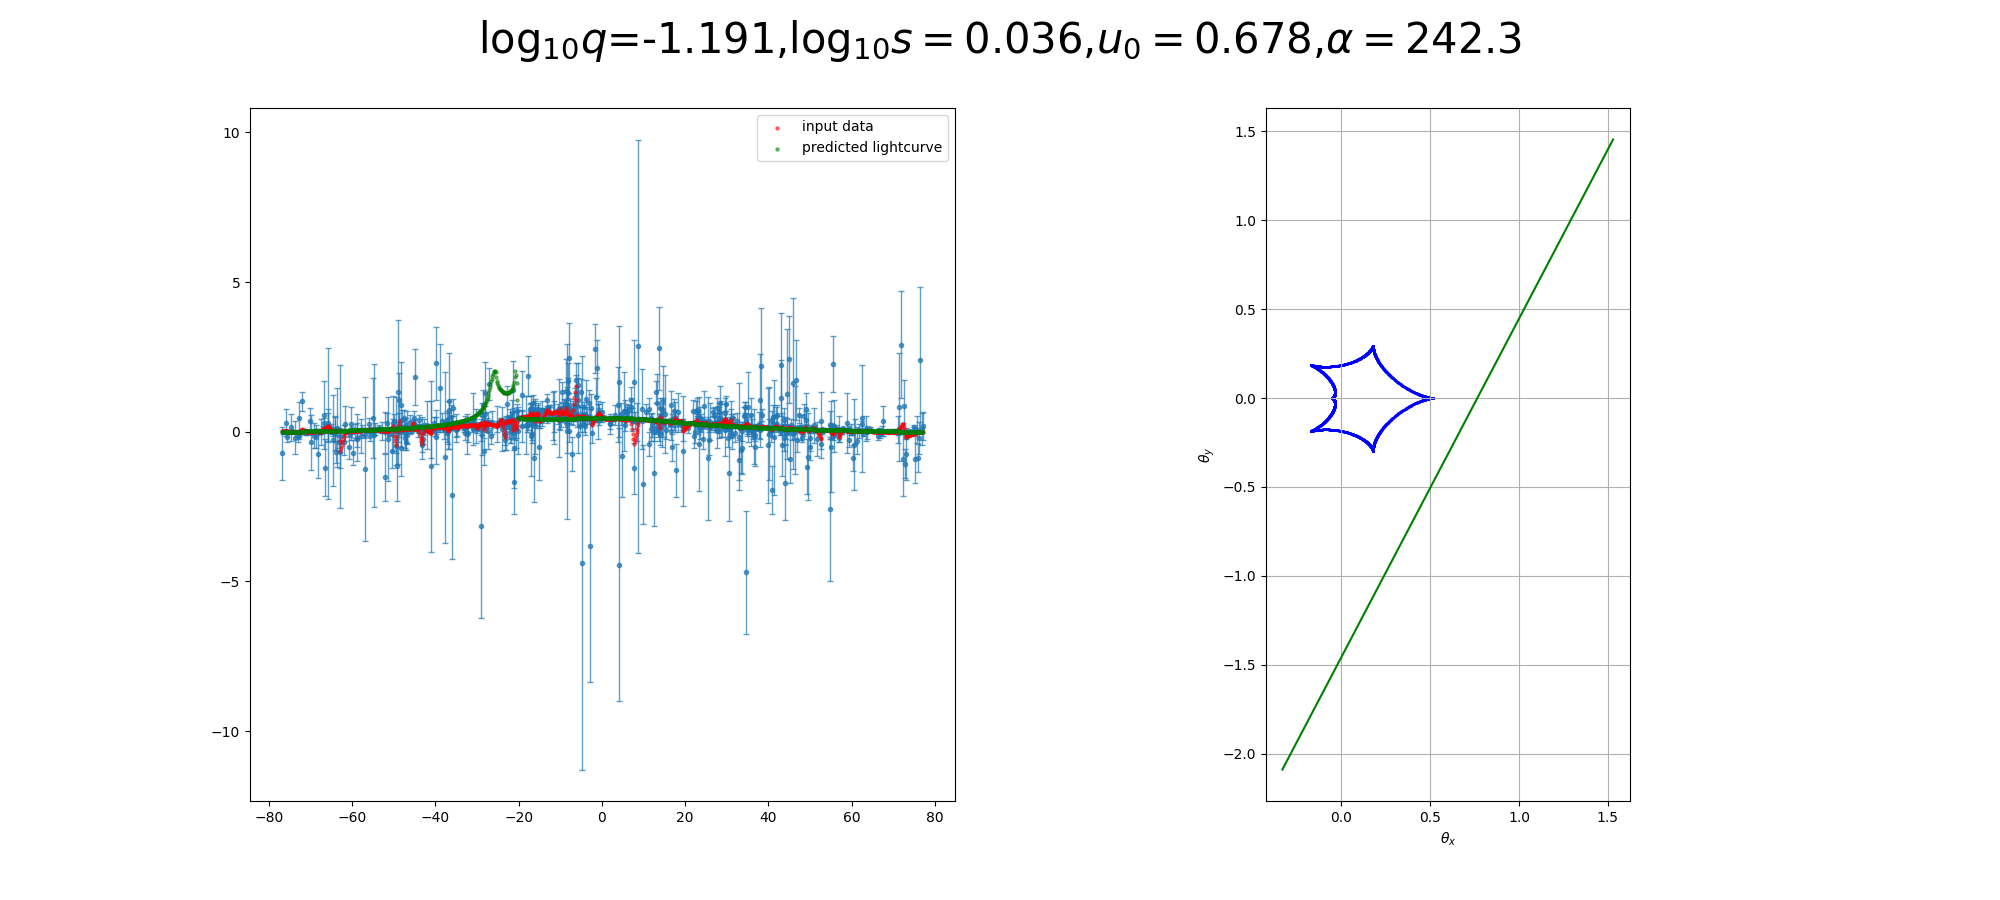 log₁₀q=-1.191,log₁₀s = 0.036,u₀ = 0.678,α = 242.3
input data
predicted lightcurve
10
5
0
−5
−10
−80 −60 −40 −20 0 20 40 60 80
1.5
1.0
0.5
0.0
−0.5
−1.0
−1.5
−2.0
θy
0.0 0.5 1.0 1.5
θx